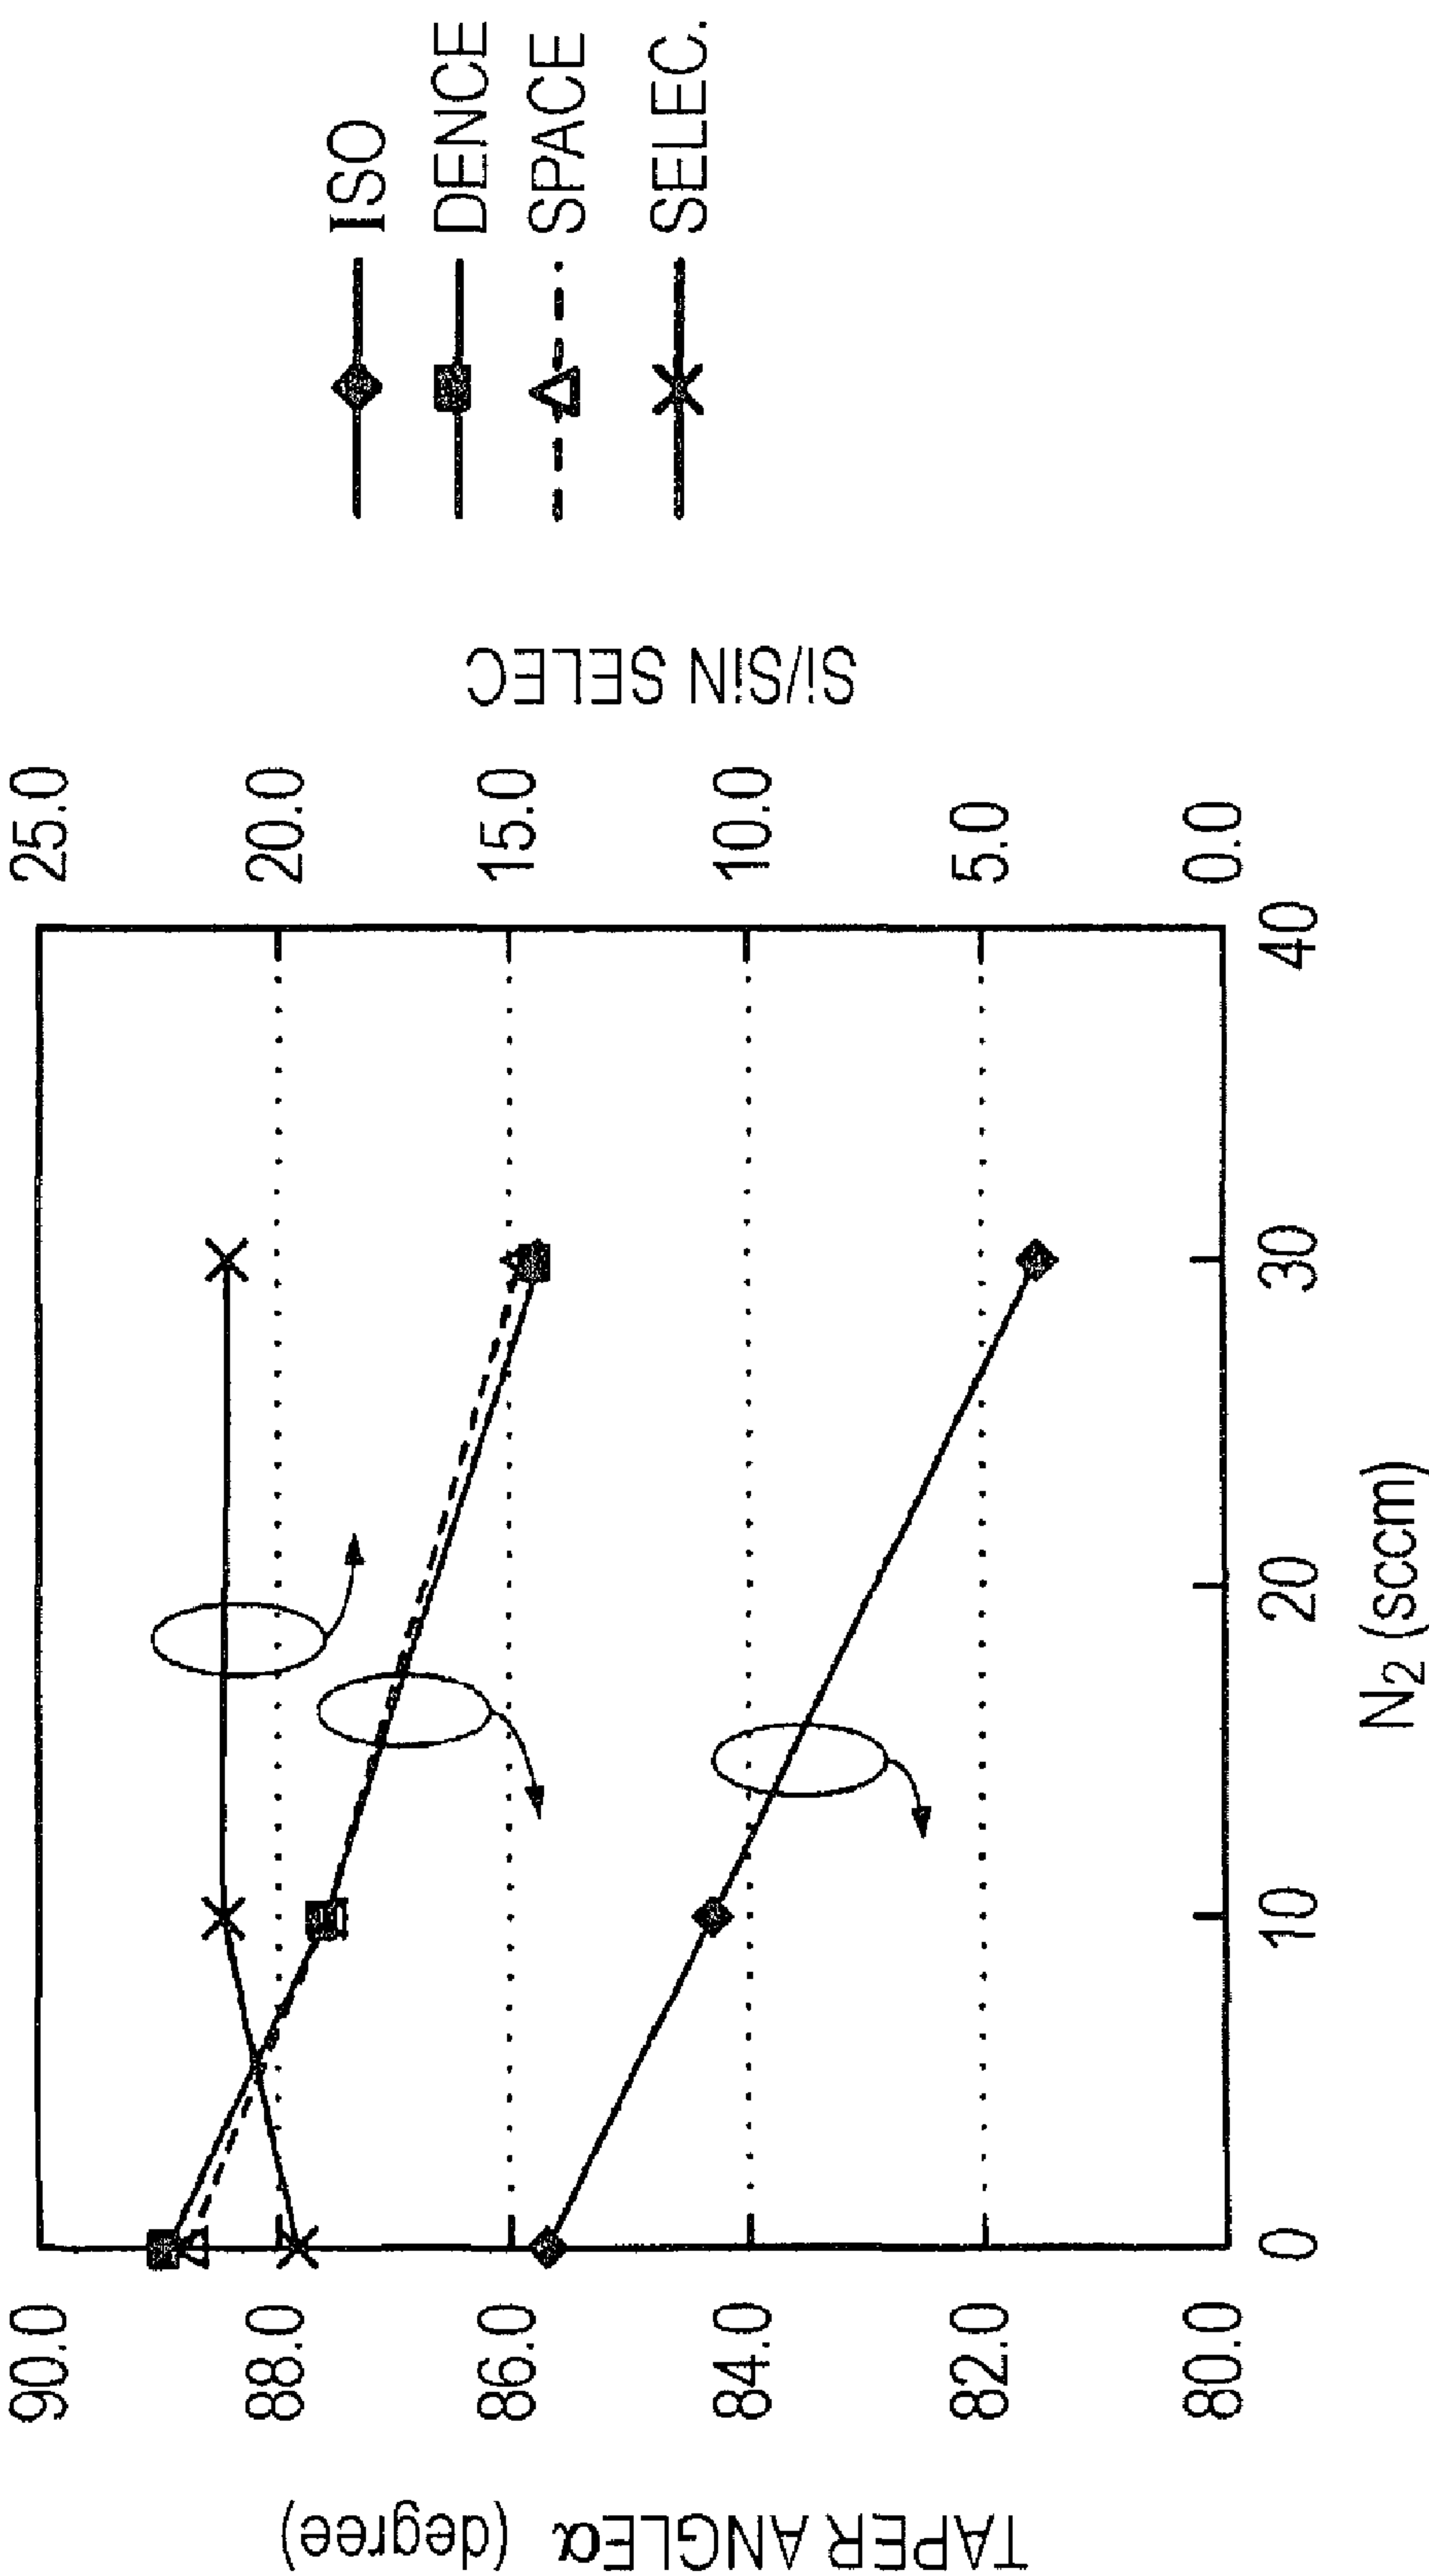 TAPER ANGLE α (degree)
90.0
88.0
86.0
84.0
82.0
80.0
0
10
20
30
40
N₂ (sccm)
25.0
20.0
15.0
10.0
5.0
0.0
Si/SiN SELEC
ISO
DENCE
SPACE
SELEC.